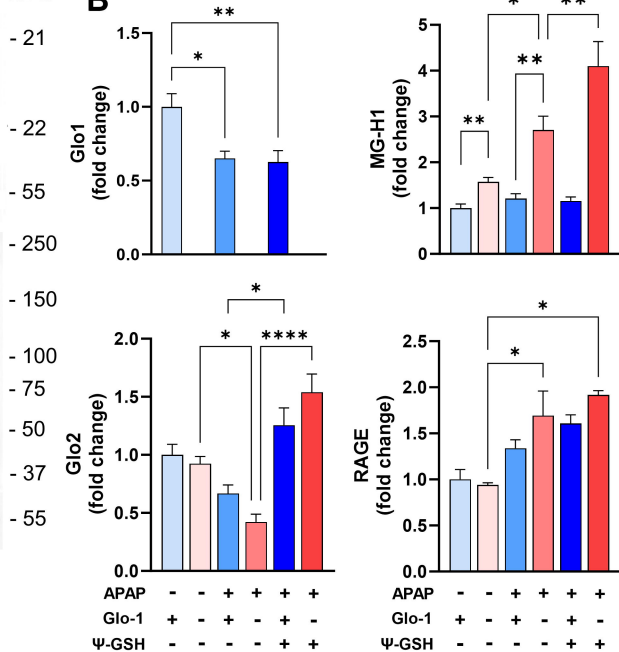 B
- 21
- 22
- 55
- 250
- 150
- 100
- 75
- 50
- 37
- 55
Glo1
(fold change)
1.5
1.0
0.5
0.0
**
*
MG-H1
(fold change)
5
4
3
2
1
0
* **
**
**
Glo2
(fold change)
2.0
1.5
1.0
0.5
0.0
*
* ****
RAGE
(fold change)
2.5
2.0
1.5
1.0
0.5
0.0
*
*
APAP - - + + + +
Glo-1 + - + - + -
Ψ-GSH - - - - + +
APAP - - + + + +
Glo-1 + - + - + -
Ψ-GSH - - - - + +